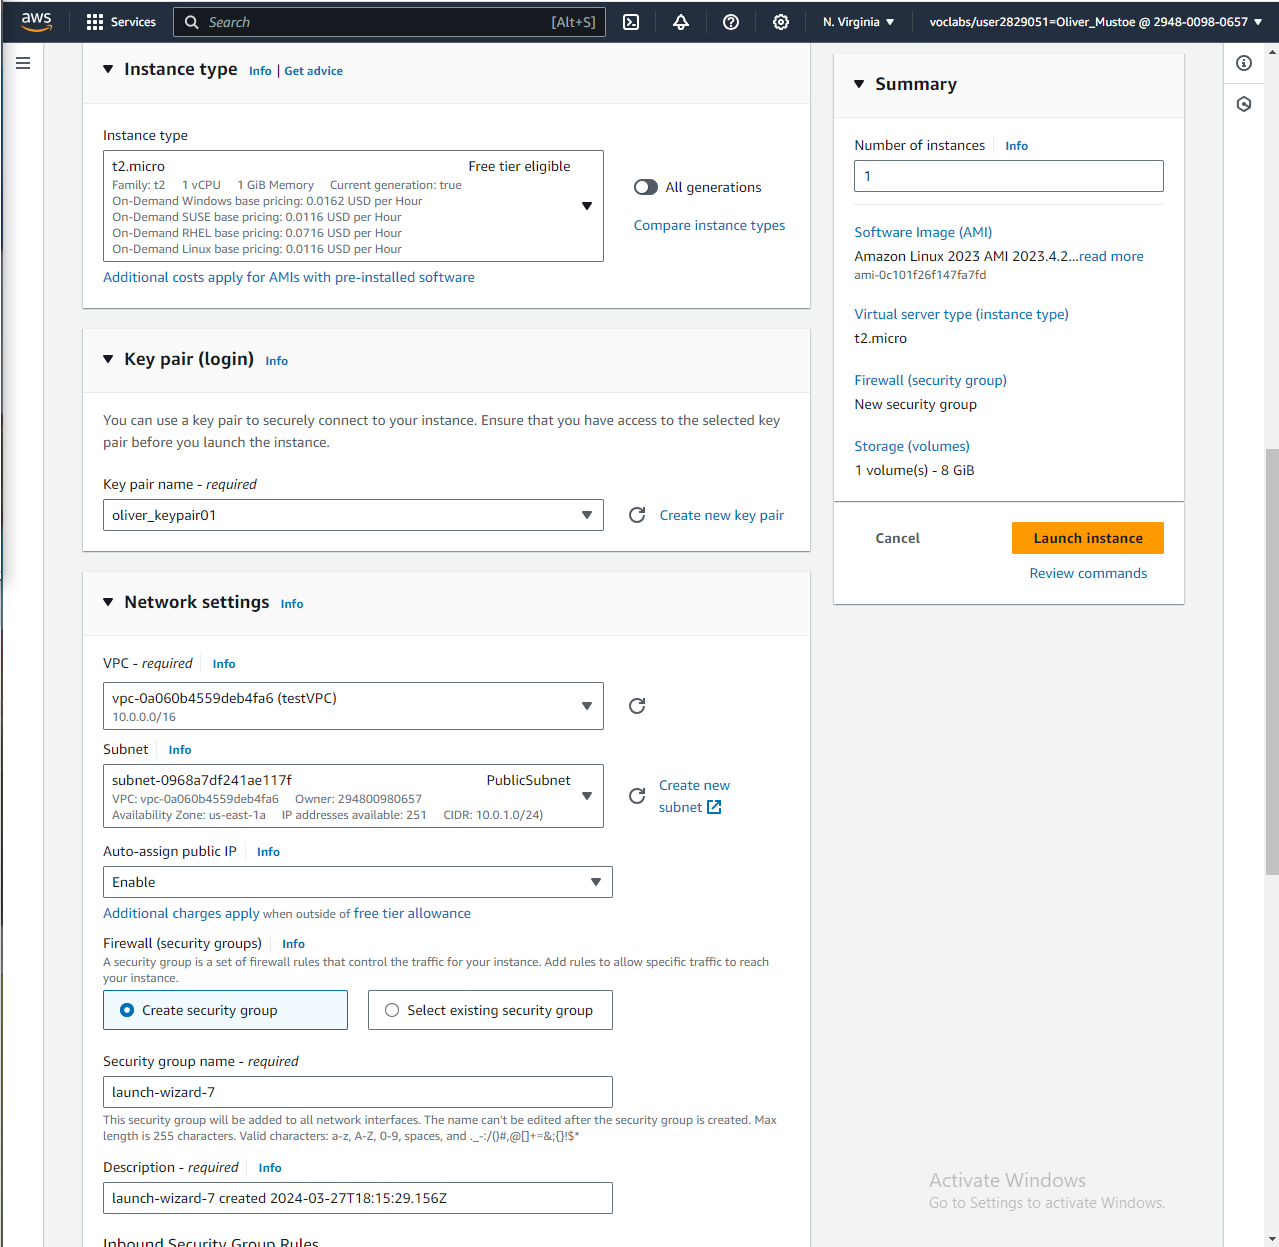 aws Services Search [Alt+S] N. Virginia voclabs/user2829051=Oliver_Mustoe @ 2948-0098-0657
Instance type Info | Get advice
Instance type
t2.micro Free tier eligible
Family: t2 1 vCPU 1 GiB Memory Current generation: true
On-Demand Windows base pricing: 0.0162 USD per Hour
On-Demand SUSE base pricing: 0.0116 USD per Hour
On-Demand RHEL base pricing: 0.0716 USD per Hour
On-Demand Linux base pricing: 0.0116 USD per Hour
All generations
Compare instance types
Additional costs apply for AMIs with pre-installed software
Key pair (login) Info
You can use a key pair to securely connect to your instance. Ensure that you have access to the selected key
pair before you launch the instance.
Key pair name - required
oliver_keypair01
Create new key pair
Network settings Info
VPC - required Info
vpc-0a060b4559deb4fa6 (testVPC)
10.0.0.0/16
Subnet Info
subnet-0968a7df241ae117f PublicSubnet
VPC: vpc-0a060b4559deb4fa6 Owner: 294800980657
Availability Zone: us-east-1a IP addresses available: 251 CIDR: 10.0.1.0/24)
Create new
subnet
Auto-assign public IP Info
Enable
Additional charges apply when outside of free tier allowance
Firewall (security groups) Info
A security group is a set of firewall rules that control the traffic for your instance. Add rules to allow specific traffic to reach
your instance.
Create security group
Select existing security group
Security group name - required
launch-wizard-7
This security group will be added to all network interfaces. The name can't be edited after the security group is created. Max
length is 255 characters. Valid characters: a-z, A-Z, 0-9, spaces, and ._-:/()#,@[]+=&;{}!$*
Description - required Info
launch-wizard-7 created 2024-03-27T18:15:29.156Z
Inbound Security Group Rules
Summary
Number of instances Info
1
Software Image (AMI)
Amazon Linux 2023 AMI 2023.4.2...read more
ami-0c101f26f147fa7fd
Virtual server type (instance type)
t2.micro
Firewall (security group)
New security group
Storage (volumes)
1 volume(s) - 8 GiB
Cancel
Launch instance
Review commands
Activate Windows
Go to Settings to activate Windows.